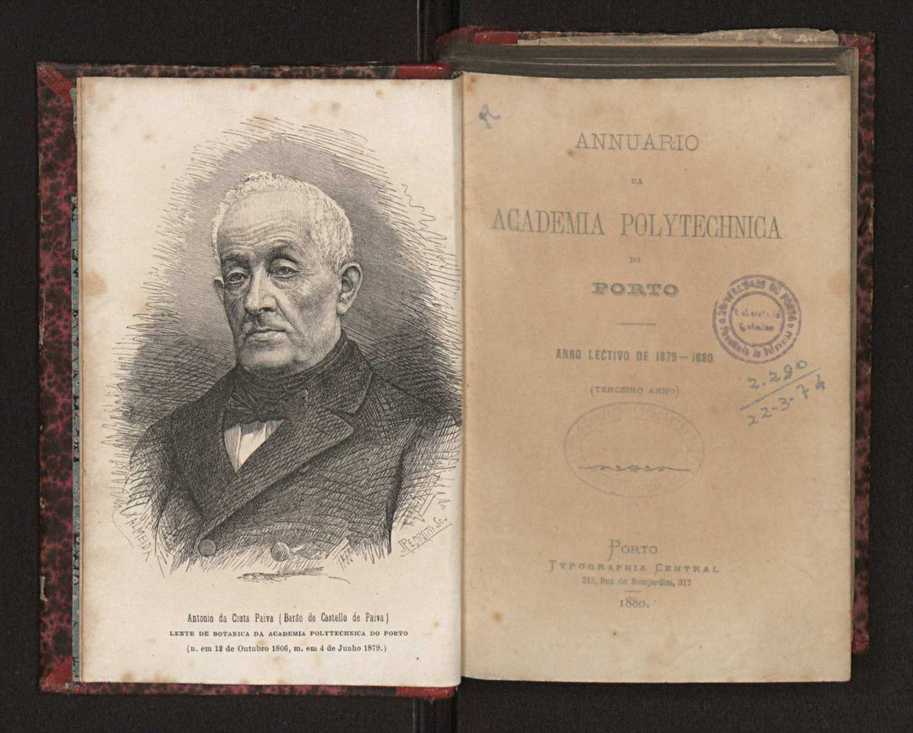 Antonio da Costa Paiva (Barão de Castello de Paiva)
LENTE DE BOTANICA DA ACADEMIA POLYTECHNICA DO PORTO
(n. em 12 de Outubro 1806, m. em 4 de Junho 1879.)
ANNUARIO
DA
ACADEMIA POLYTECHNICA
DO
PORTO
ANNO LECTIVO DE 1879—1880
(TERCEIRO ANNO)
2.290
22-3-74
PORTO
TYPOGRAPHIA CENTRAL
1880.